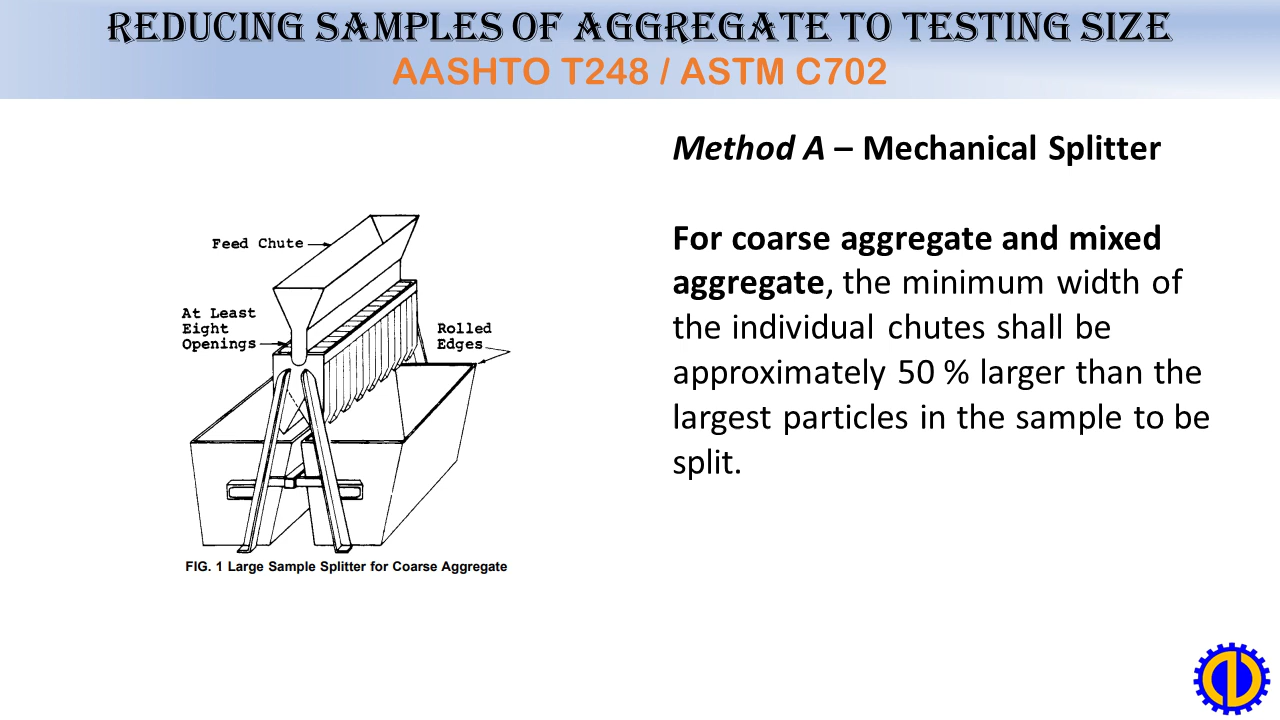 REDUCING SAMPLES OF AGGREGATE TO TESTING SIZE
AASHTO T248 / ASTM C702
Method A – Mechanical Splitter
For coarse aggregate and mixed
aggregate, the minimum width of
the individual chutes shall be
approximately 50 % larger than the
largest particles in the sample to be
split.
Feed Chute
At Least
Eight
Openings
Rolled
Edges
FIG. 1 Large Sample Splitter for Coarse Aggregate